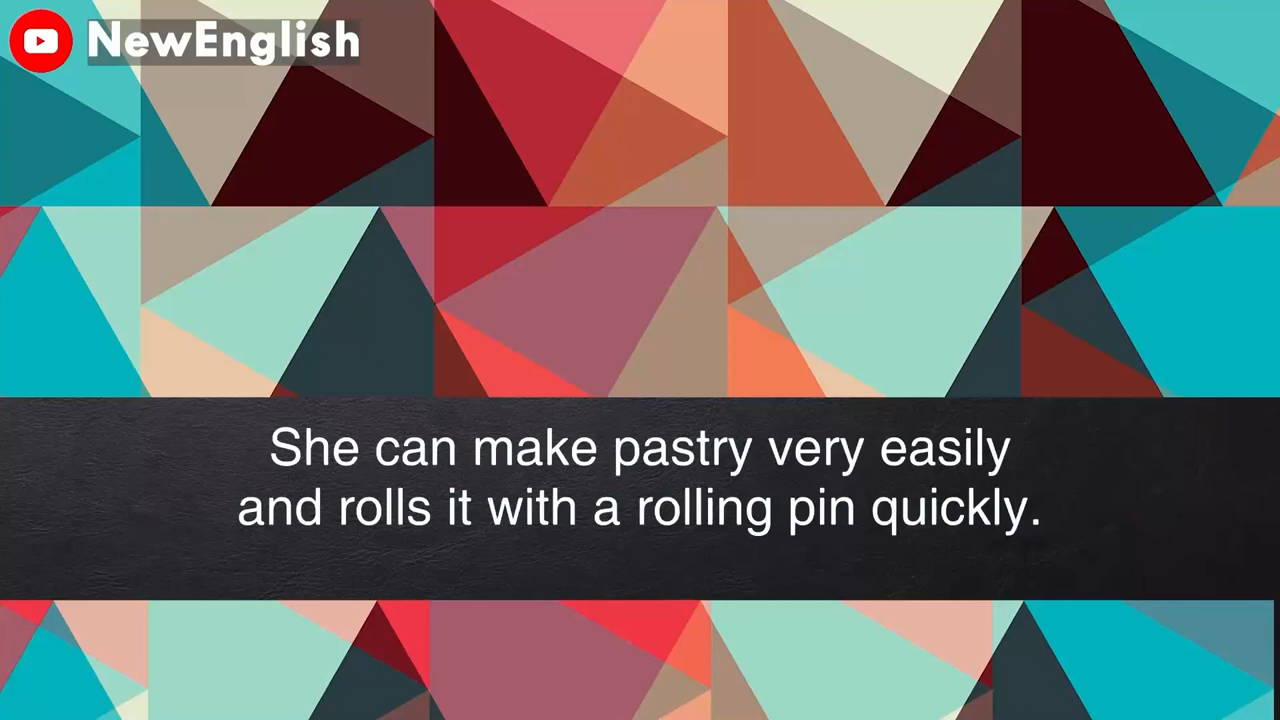 NewEnglish
She can make pastry very easily
and rolls it with a rolling pin quickly.